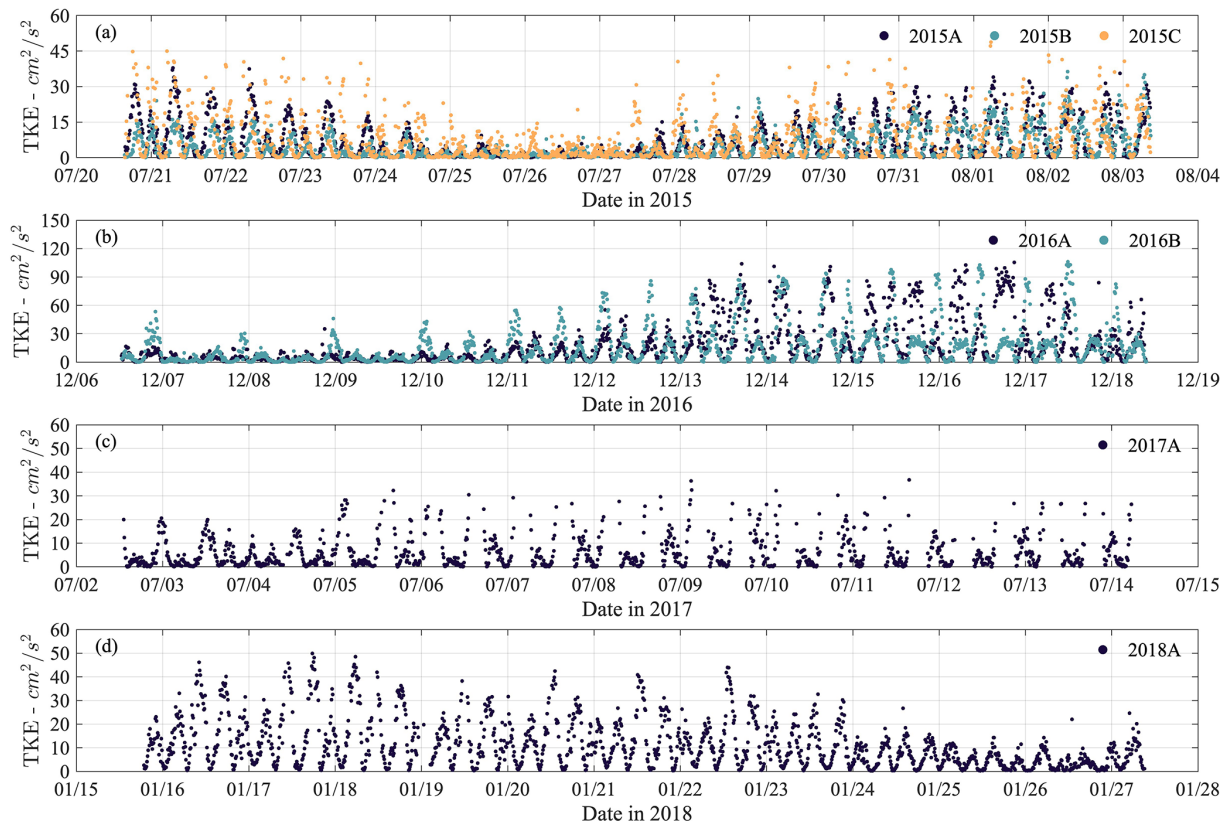 (a) 2015A 2015B 2015C
TKE - cm²/s²
60
45
30
15
0
07/20 07/21 07/22 07/23 07/24 07/25 07/26 07/27 07/28 07/29 07/30 07/31 08/01 08/02 08/03 08/04
Date in 2015
(b) 2016A 2016B
TKE - cm²/s²
150
120
90
60
30
0
12/06 12/07 12/08 12/09 12/10 12/11 12/12 12/13 12/14 12/15 12/16 12/17 12/18 12/19
Date in 2016
(c) 2017A
TKE - cm²/s²
60
50
40
30
20
10
0
07/02 07/03 07/04 07/05 07/06 07/07 07/08 07/09 07/10 07/11 07/12 07/13 07/14 07/15
Date in 2017
(d) 2018A
TKE - cm²/s²
60
50
40
30
20
10
0
01/15 01/16 01/17 01/18 01/19 01/20 01/21 01/22 01/23 01/24 01/25 01/26 01/27 01/28
Date in 2018